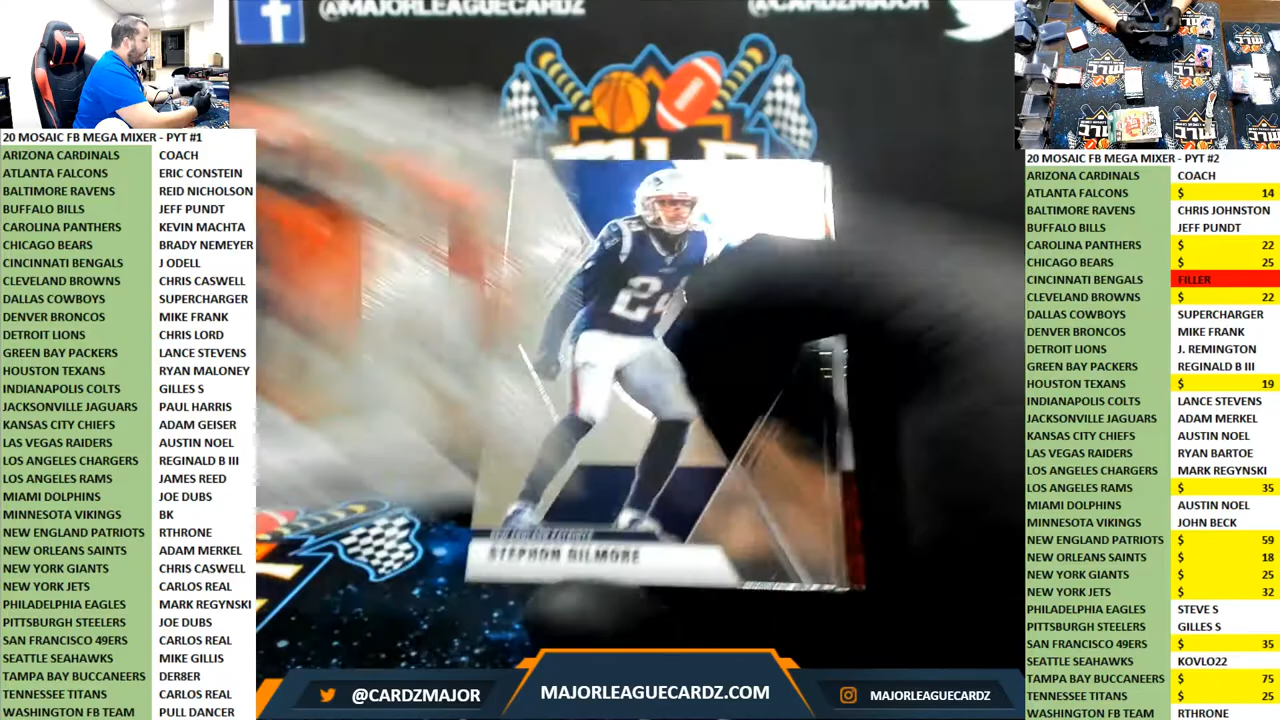 @MAJORLEAGUECARDZ
@CARDZMAJOR
20 MOSAIC FB MEGA MIXER - PYT #1
ARIZONA CARDINALS COACH
ATLANTA FALCONS ERIC CONSTEIN
BALTIMORE RAVENS REID NICHOLSON
BUFFALO BILLS JEFF PUNDT
CAROLINA PANTHERS KEVIN MACHTA
CHICAGO BEARS BRADY NEMEYER
CINCINNATI BENGALS J ODELL
CLEVELAND BROWNS CHRIS CASWELL
DALLAS COWBOYS SUPERCHARGER
DENVER BRONCOS MIKE FRANK
DETROIT LIONS CHRIS LORD
GREEN BAY PACKERS LANCE STEVENS
HOUSTON TEXANS RYAN MALONEY
INDIANAPOLIS COLTS GILLES S
JACKSONVILLE JAGUARS PAUL HARRIS
KANSAS CITY CHIEFS ADAM GEISER
LAS VEGAS RAIDERS AUSTIN NOEL
LOS ANGELES CHARGERS REGINALD B III
LOS ANGELES RAMS JAMES REED
MIAMI DOLPHINS JOE DUBS
MINNESOTA VIKINGS BK
NEW ENGLAND PATRIOTS RTHRONE
NEW ORLEANS SAINTS ADAM MERKEL
NEW YORK GIANTS CHRIS CASWELL
NEW YORK JETS CARLOS REAL
PHILADELPHIA EAGLES MARK REGYNSKI
PITTSBURGH STEELERS JOE DUBS
SAN FRANCISCO 49ERS CARLOS REAL
SEATTLE SEAHAWKS MIKE GILLIS
TAMPA BAY BUCCANEERS DER8ER
TENNESSEE TITANS CARLOS REAL
WASHINGTON FB TEAM PULL DANCER
24
NEW ENGLAND PATRIOTS
STEPHON GILMORE
@CARDZMAJOR
MAJORLEAGUECARDZ.COM
MAJORLEAGUECARDZ
20 MOSAIC FB MEGA MIXER - PYT #2
ARIZONA CARDINALS COACH
ATLANTA FALCONS $ 14
BALTIMORE RAVENS CHRIS JOHNSTON
BUFFALO BILLS JEFF PUNDT
CAROLINA PANTHERS $ 22
CHICAGO BEARS $ 25
CINCINNATI BENGALS FILLER
CLEVELAND BROWNS $ 22
DALLAS COWBOYS SUPERCHARGER
DENVER BRONCOS MIKE FRANK
DETROIT LIONS J. REMINGTON
GREEN BAY PACKERS REGINALD B III
HOUSTON TEXANS $ 19
INDIANAPOLIS COLTS LANCE STEVENS
JACKSONVILLE JAGUARS ADAM MERKEL
KANSAS CITY CHIEFS AUSTIN NOEL
LAS VEGAS RAIDERS RYAN BARTOE
LOS ANGELES CHARGERS MARK REGYNSKI
LOS ANGELES RAMS $ 35
MIAMI DOLPHINS AUSTIN NOEL
MINNESOTA VIKINGS JOHN BECK
NEW ENGLAND PATRIOTS $ 59
NEW ORLEANS SAINTS $ 18
NEW YORK GIANTS $ 25
NEW YORK JETS $ 32
PHILADELPHIA EAGLES STEVE S
PITTSBURGH STEELERS GILLES S
SAN FRANCISCO 49ERS $ 35
SEATTLE SEAHAWKS KOVLO22
TAMPA BAY BUCCANEERS $ 75
TENNESSEE TITANS $ 25
WASHINGTON FB TEAM RTHRONE